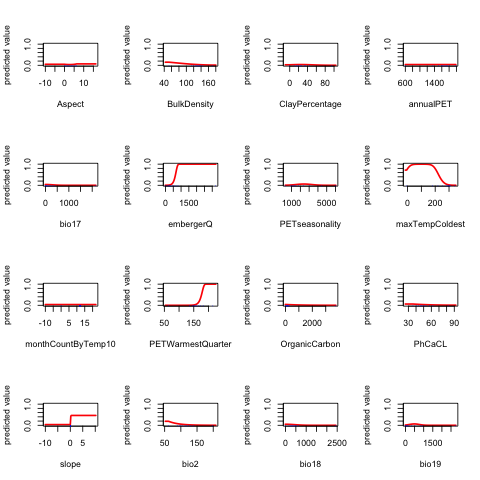 predicted value
0.0 1.0
-10 0 10
Aspect
predicted value
0.0 1.0
40 80 120 180
BulkDensity
predicted value
0.0 1.0
0 40 80
ClayPercentage
predicted value
0.0 1.0
600 1400
annualPET
predicted value
0.0 1.0
0 1000
bio17
predicted value
0.0 1.0
0 1500
embergerQ
predicted value
0.0 1.0
1000 5000
PETseasonality
predicted value
0.0 1.0
0 200
maxTempColdest
predicted value
0.0 1.0
-10 0 5 15
monthCountByTemp10
predicted value
0.0 1.0
50 150
PETWarmestQuarter
predicted value
0.0 1.0
0 2000
OrganicCarbon
predicted value
0.0 1.0
30 50 70 90
PhCaCL
predicted value
0.0 1.0
-10 0 5
slope
predicted value
0.0 1.0
50 150
bio2
predicted value
0.0 1.0
0 1000 2500
bio18
predicted value
0.0 1.0
0 1500
bio19